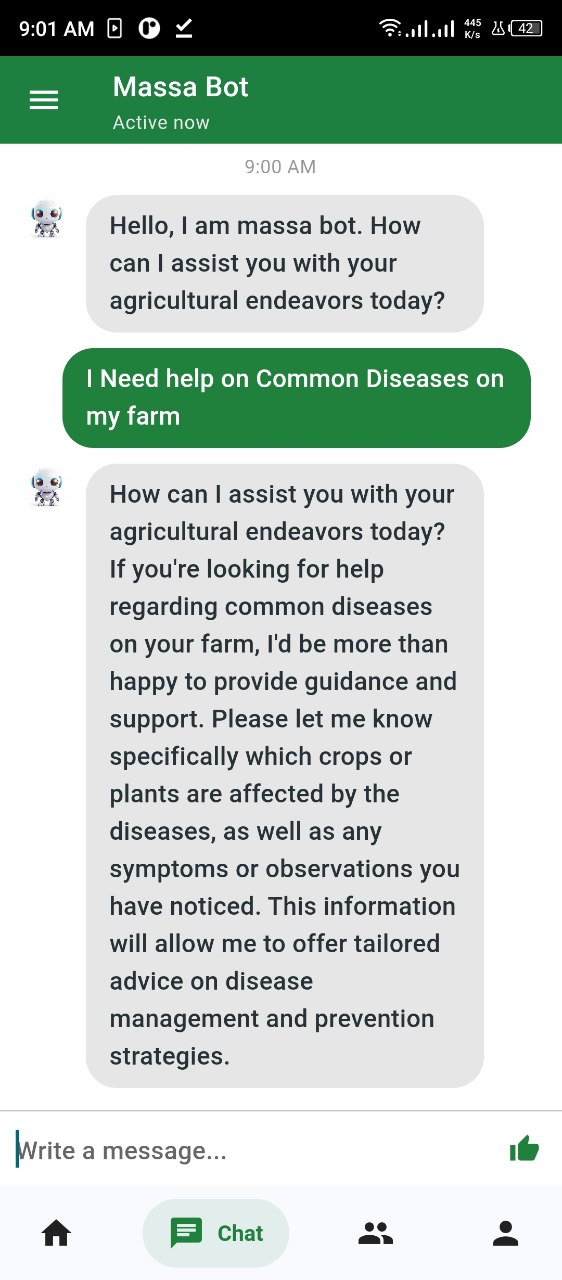 9:01 AM
445
K/s
42
Massa Bot
Active now
9:00 AM
Hello, I am massa bot. How
can I assist you with your
agricultural endeavors today?
I Need help on Common Diseases on
my farm
How can I assist you with your
agricultural endeavors today?
If you're looking for help
regarding common diseases
on your farm, I'd be more than
happy to provide guidance and
support. Please let me know
specifically which crops or
plants are affected by the
diseases, as well as any
symptoms or observations you
have noticed. This information
will allow me to offer tailored
advice on disease
management and prevention
strategies.
Write a message...
Chat